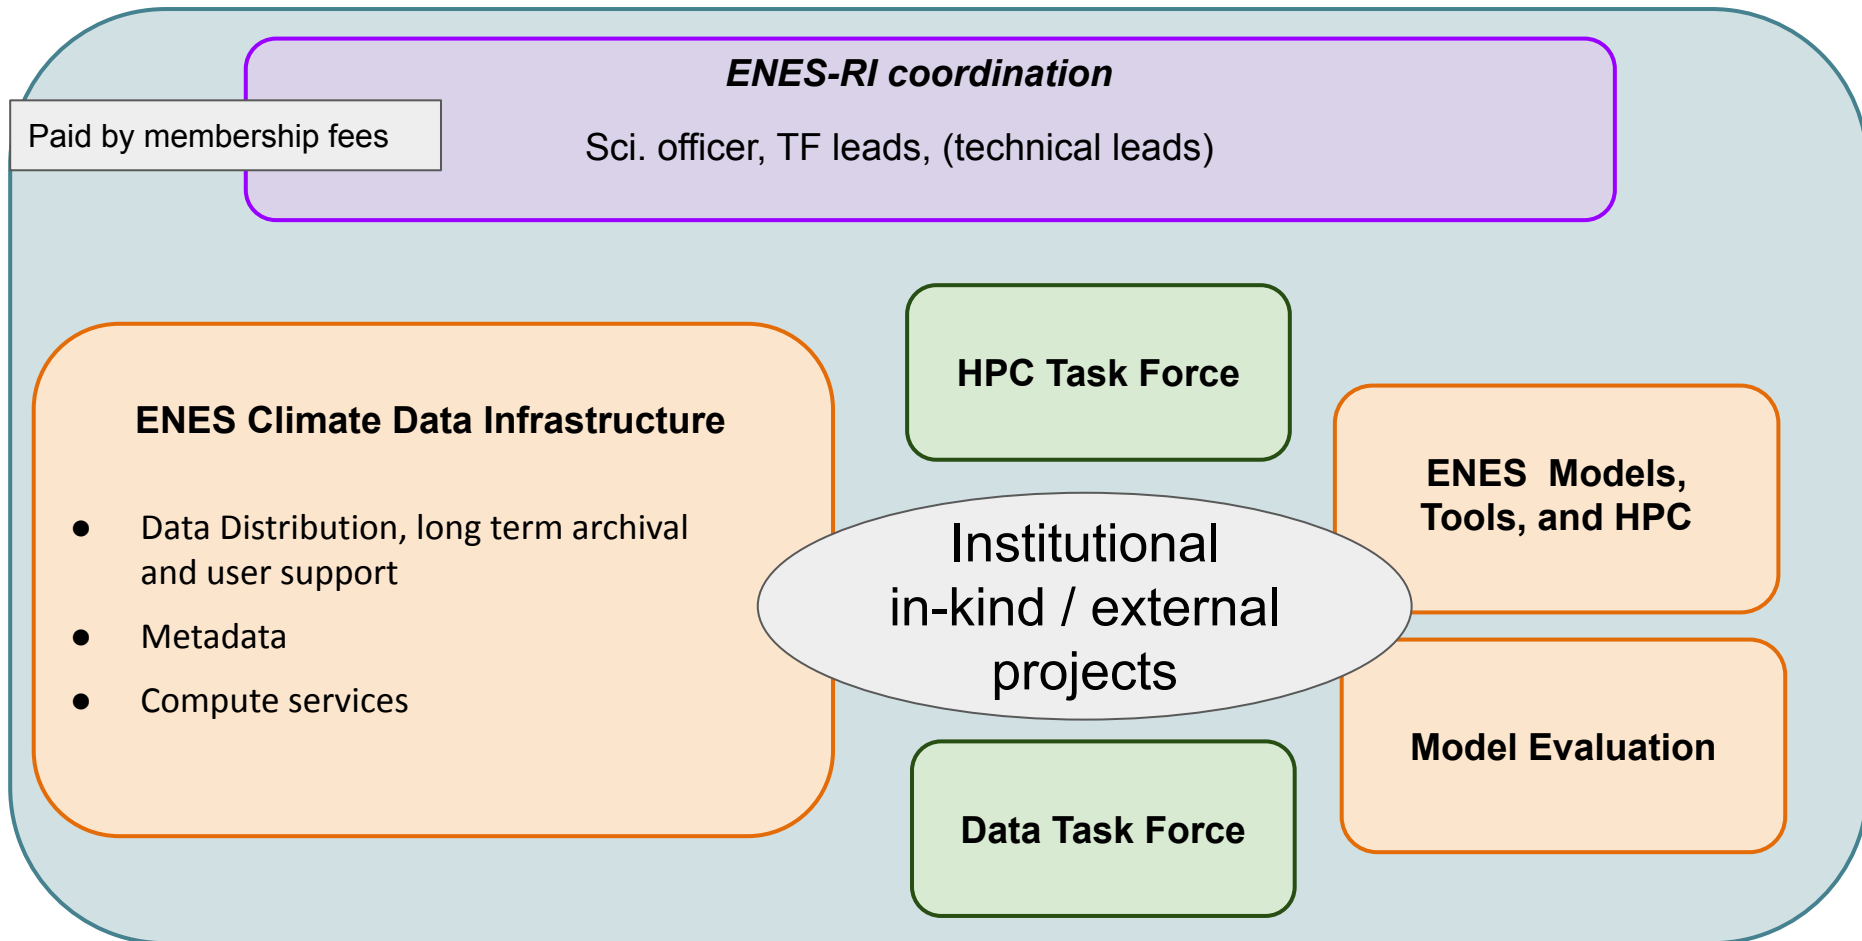 ENES-RI coordination
Paid by membership fees
Sci. officer, TF leads, (technical leads)
ENES Climate Data Infrastructure
● Data Distribution, long term archival
and user support
● Metadata
● Compute services
HPC Task Force
Institutional
in-kind / external
projects
Data Task Force
ENES  Models,
Tools, and HPC
Model Evaluation